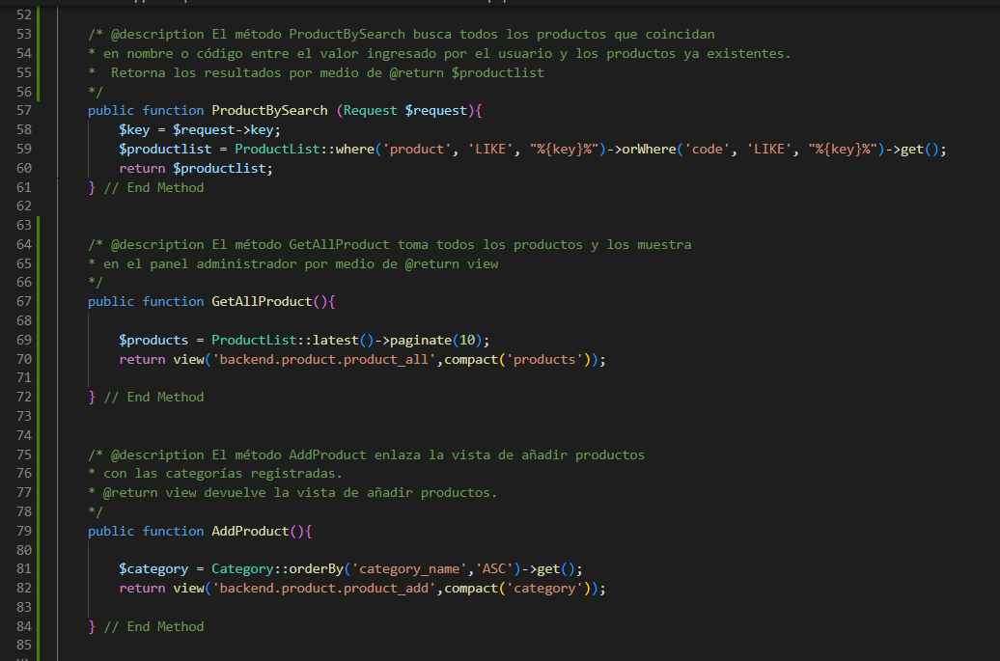 52
53 /* @description El método ProductBySearch busca todos los productos que coincidan
54 * en nombre o código entre el valor ingresado por el usuario y los productos ya existentes.
55 *  Retorna los resultados por medio de @return $productlist
56 */
57 public function ProductBySearch (Request $request){
58 $key = $request->key;
59 $productlist = ProductList::where('product', 'LIKE', "%{key}%")->orWhere('code', 'LIKE', "%{key}%")->get();
60 return $productlist;
61 } // End Method
62
63
64 /* @description El método GetAllProduct toma todos los productos y los muestra
65 * en el panel administrador por medio de @return view
66 */
67 public function GetAllProduct(){
68
69 $products = ProductList::latest()->paginate(10);
70 return view('backend.product.product_all',compact('products'));
71
72 } // End Method
73
74
75 /* @description El método AddProduct enlaza la vista de añadir productos
76 * con las categorías registradas.
77 * @return view devuelve la vista de añadir productos.
78 */
79 public function AddProduct(){
80
81 $category = Category::orderBy('category_name','ASC')->get();
82 return view('backend.product.product_add',compact('category'));
83
84 } // End Method
85